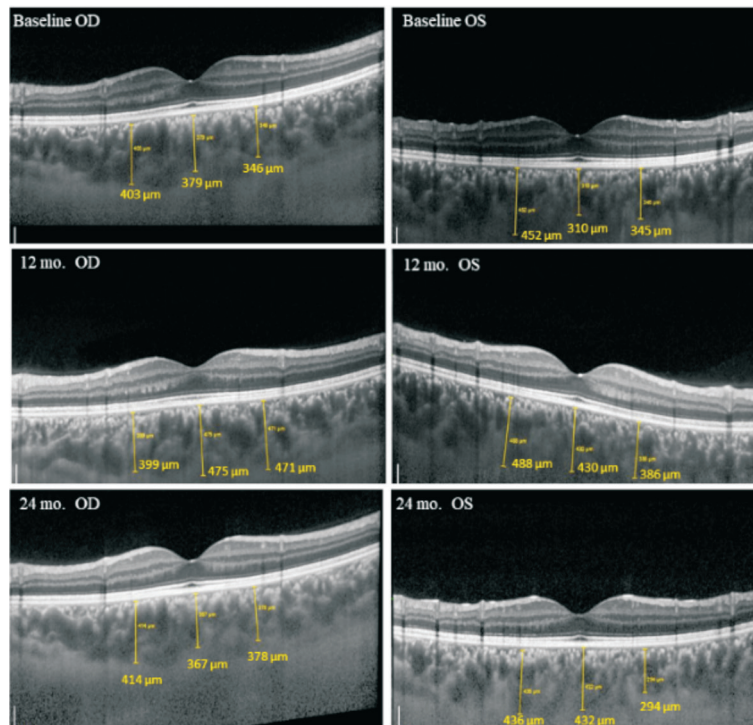 Baseline OD
403 µm
379 µm
346 µm
Baseline OS
452 µm
310 µm
345 µm
12 mo. OD
399 µm
475 µm
471 µm
12 mo. OS
488 µm
430 µm
386 µm
24 mo. OD
414 µm
367 µm
378 µm
24 mo. OS
436 µm
432 µm
294 µm